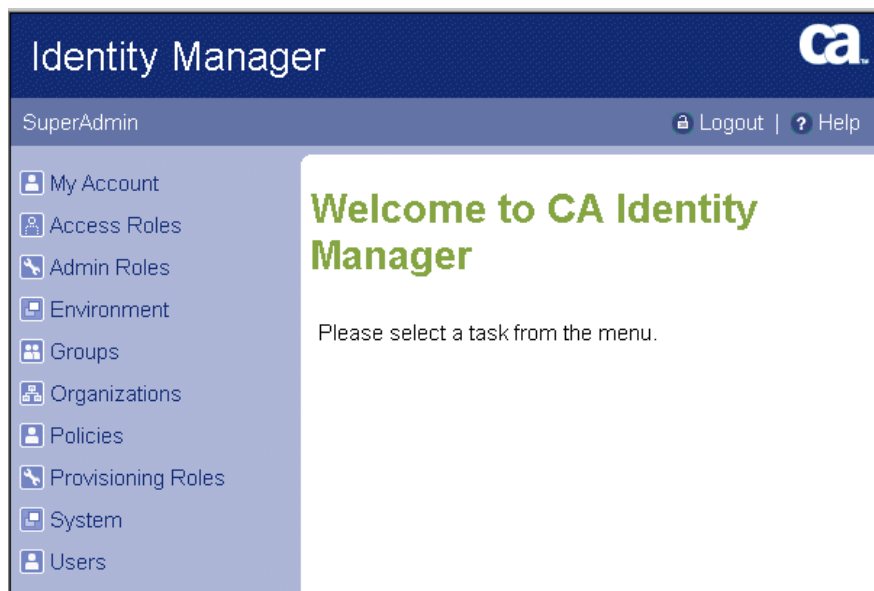 Identity Manager
ca
SuperAdmin
Logout | ? Help
My Account
Access Roles
Admin Roles
Environment
Groups
Organizations
Policies
Provisioning Roles
System
Users
Welcome to CA Identity
Manager
Please select a task from the menu.